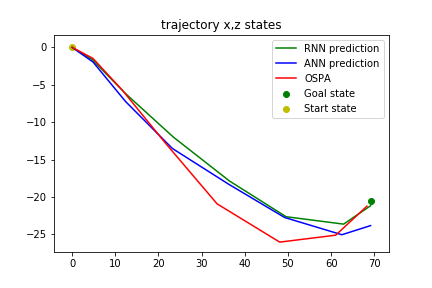 trajectory x,z states
RNN prediction
ANN prediction
OSPA
Goal state
Start state
0
−5
−10
−15
−20
−25
0 10 20 30 40 50 60 70